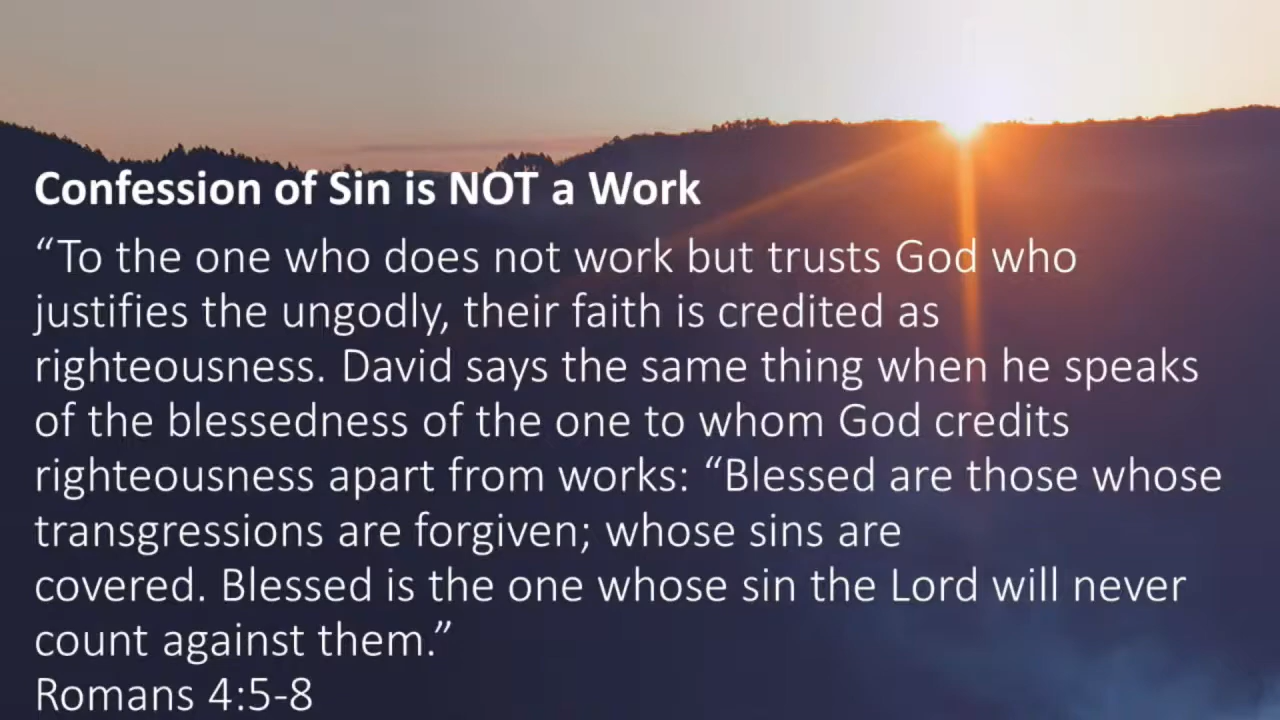 Confession of Sin is NOT a Work
“To the one who does not work but trusts God who
justifies the ungodly, their faith is credited as
righteousness. David says the same thing when he speaks
of the blessedness of the one to whom God credits
righteousness apart from works: “Blessed are those whose
transgressions are forgiven; whose sins are
covered. Blessed is the one whose sin the Lord will never
count against them.”
Romans 4:5-8